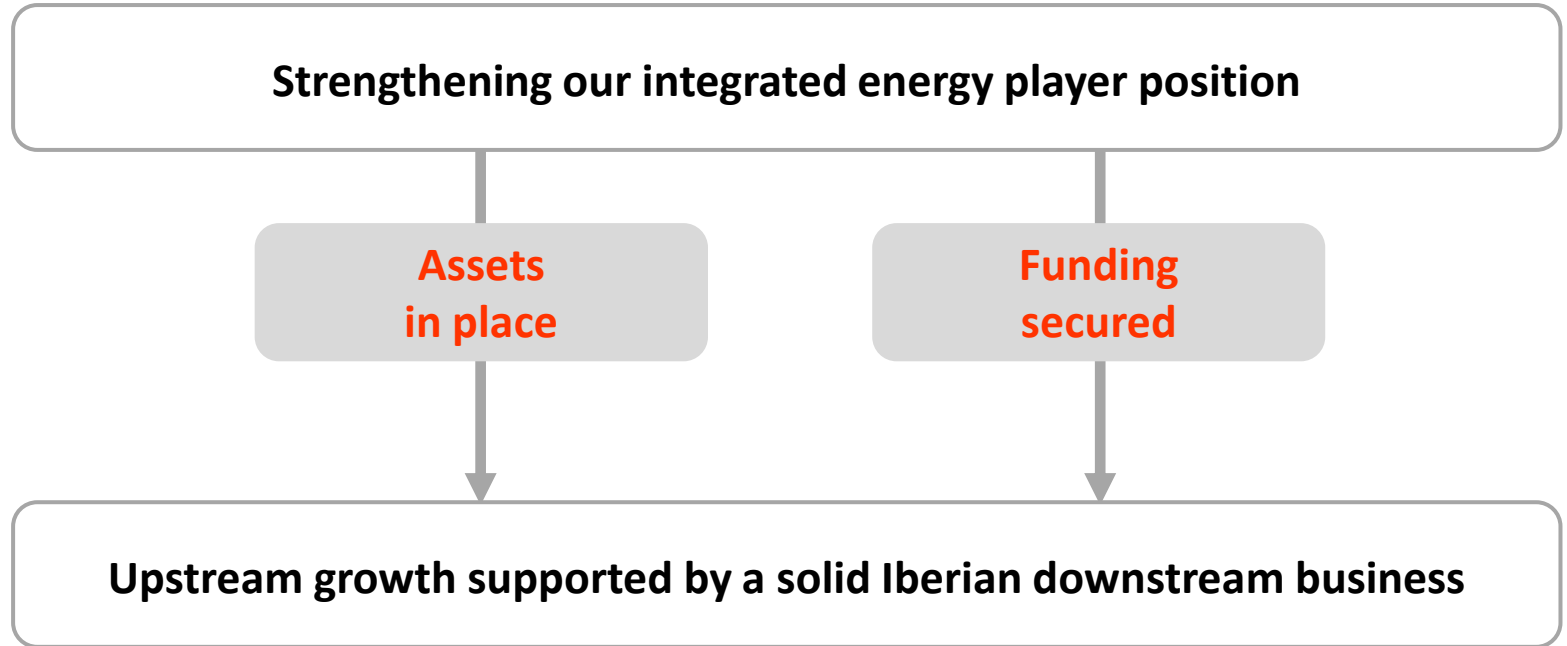 Strengthening our integrated energy player position
Assets
in place
Funding
secured
Upstream growth supported by a solid Iberian downstream business